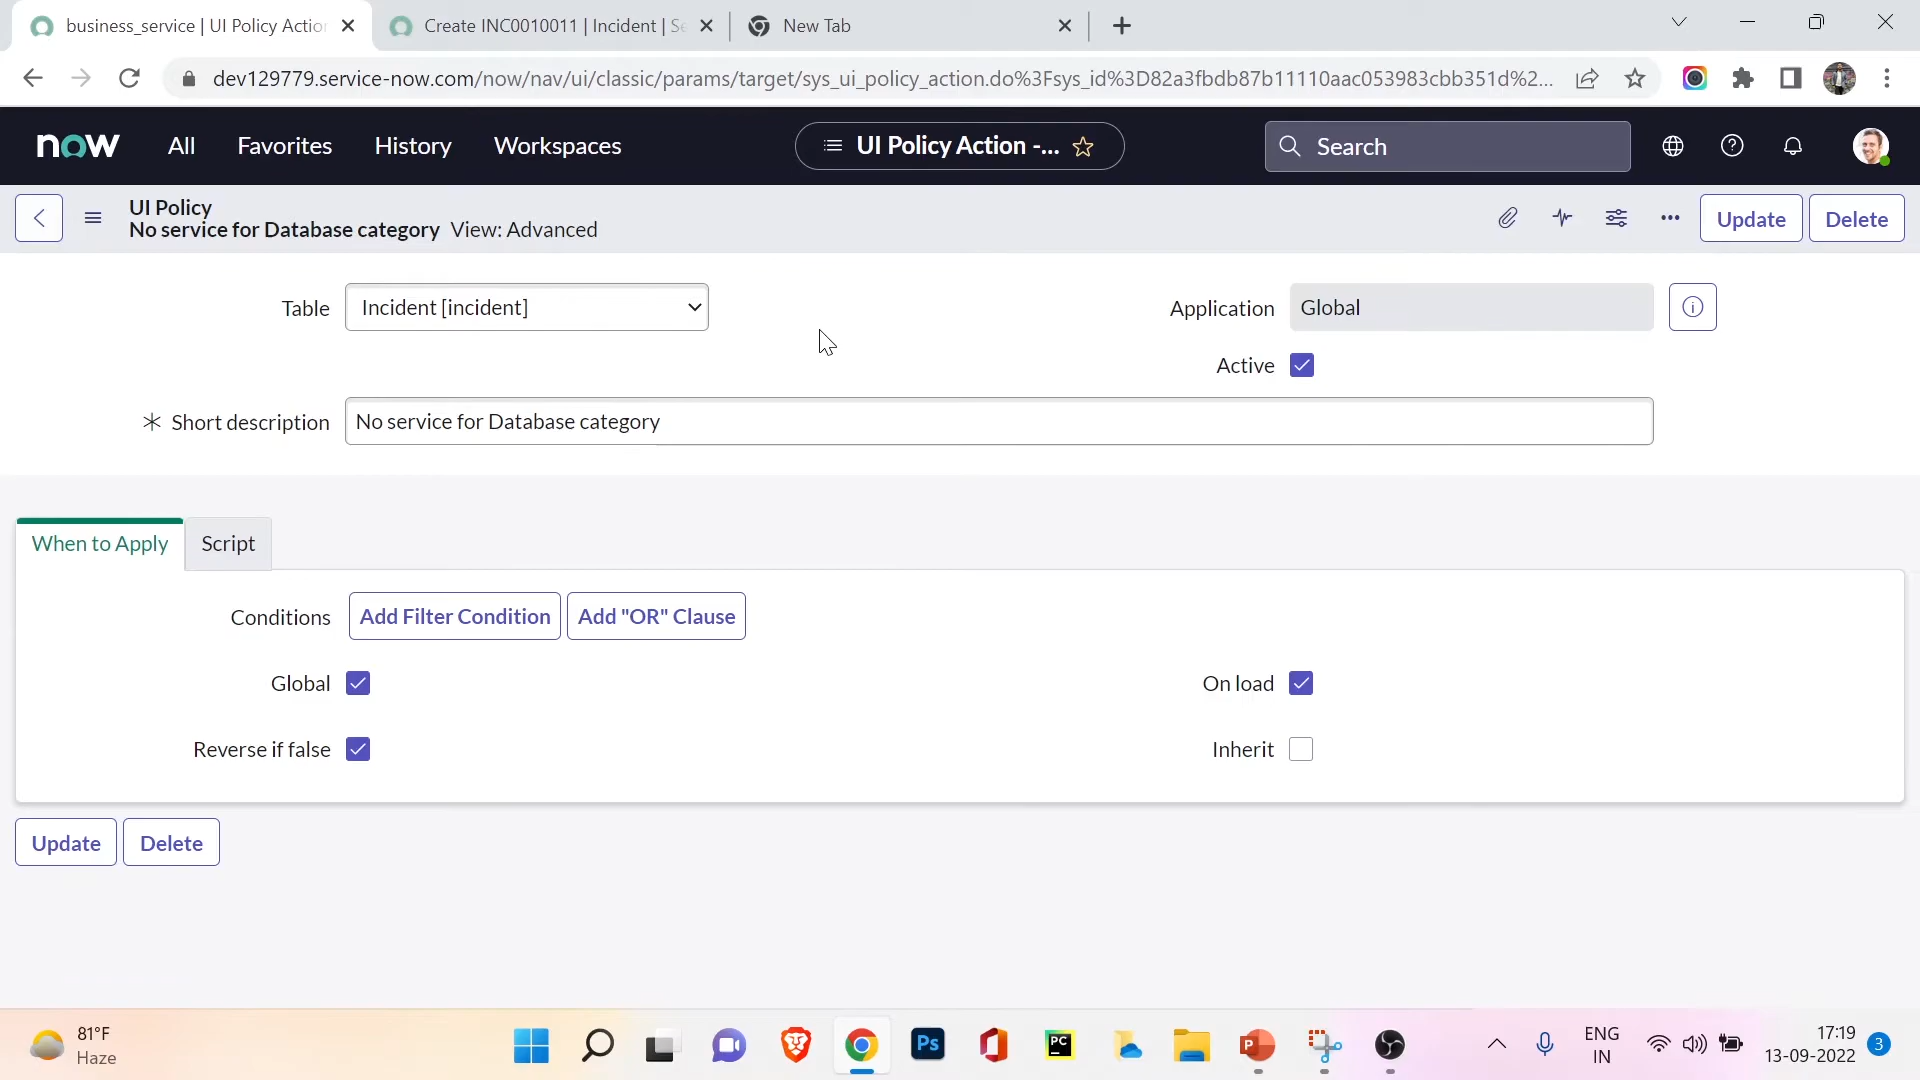 business_service | UI Policy Action
Create INC0010011 | Incident | Se
New Tab
dev129779.service-now.com/now/nav/ui/classic/params/target/sys_ui_policy_action.do%3Fsys_id%3D82a3fbdb87b11110aac053983cbb351d%2...
now
All
Favorites
History
Workspaces
UI Policy Action -...
Search
UI Policy
No service for Database category View: Advanced
Update
Delete
Table
Incident [incident]
Application
Global
Active
Short description
No service for Database category
When to Apply
Script
Conditions
Add Filter Condition
Add "OR" Clause
Global
On load
Reverse if false
Inherit
Update
Delete
81°F
Haze
Ps
PC
P
ENG
IN
17:19
13-09-2022
3